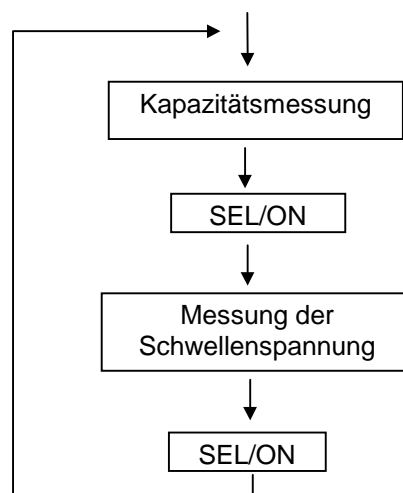 Kapazitätsmessung
SEL/ON
Messung der
Schwellenspannung
SEL/ON